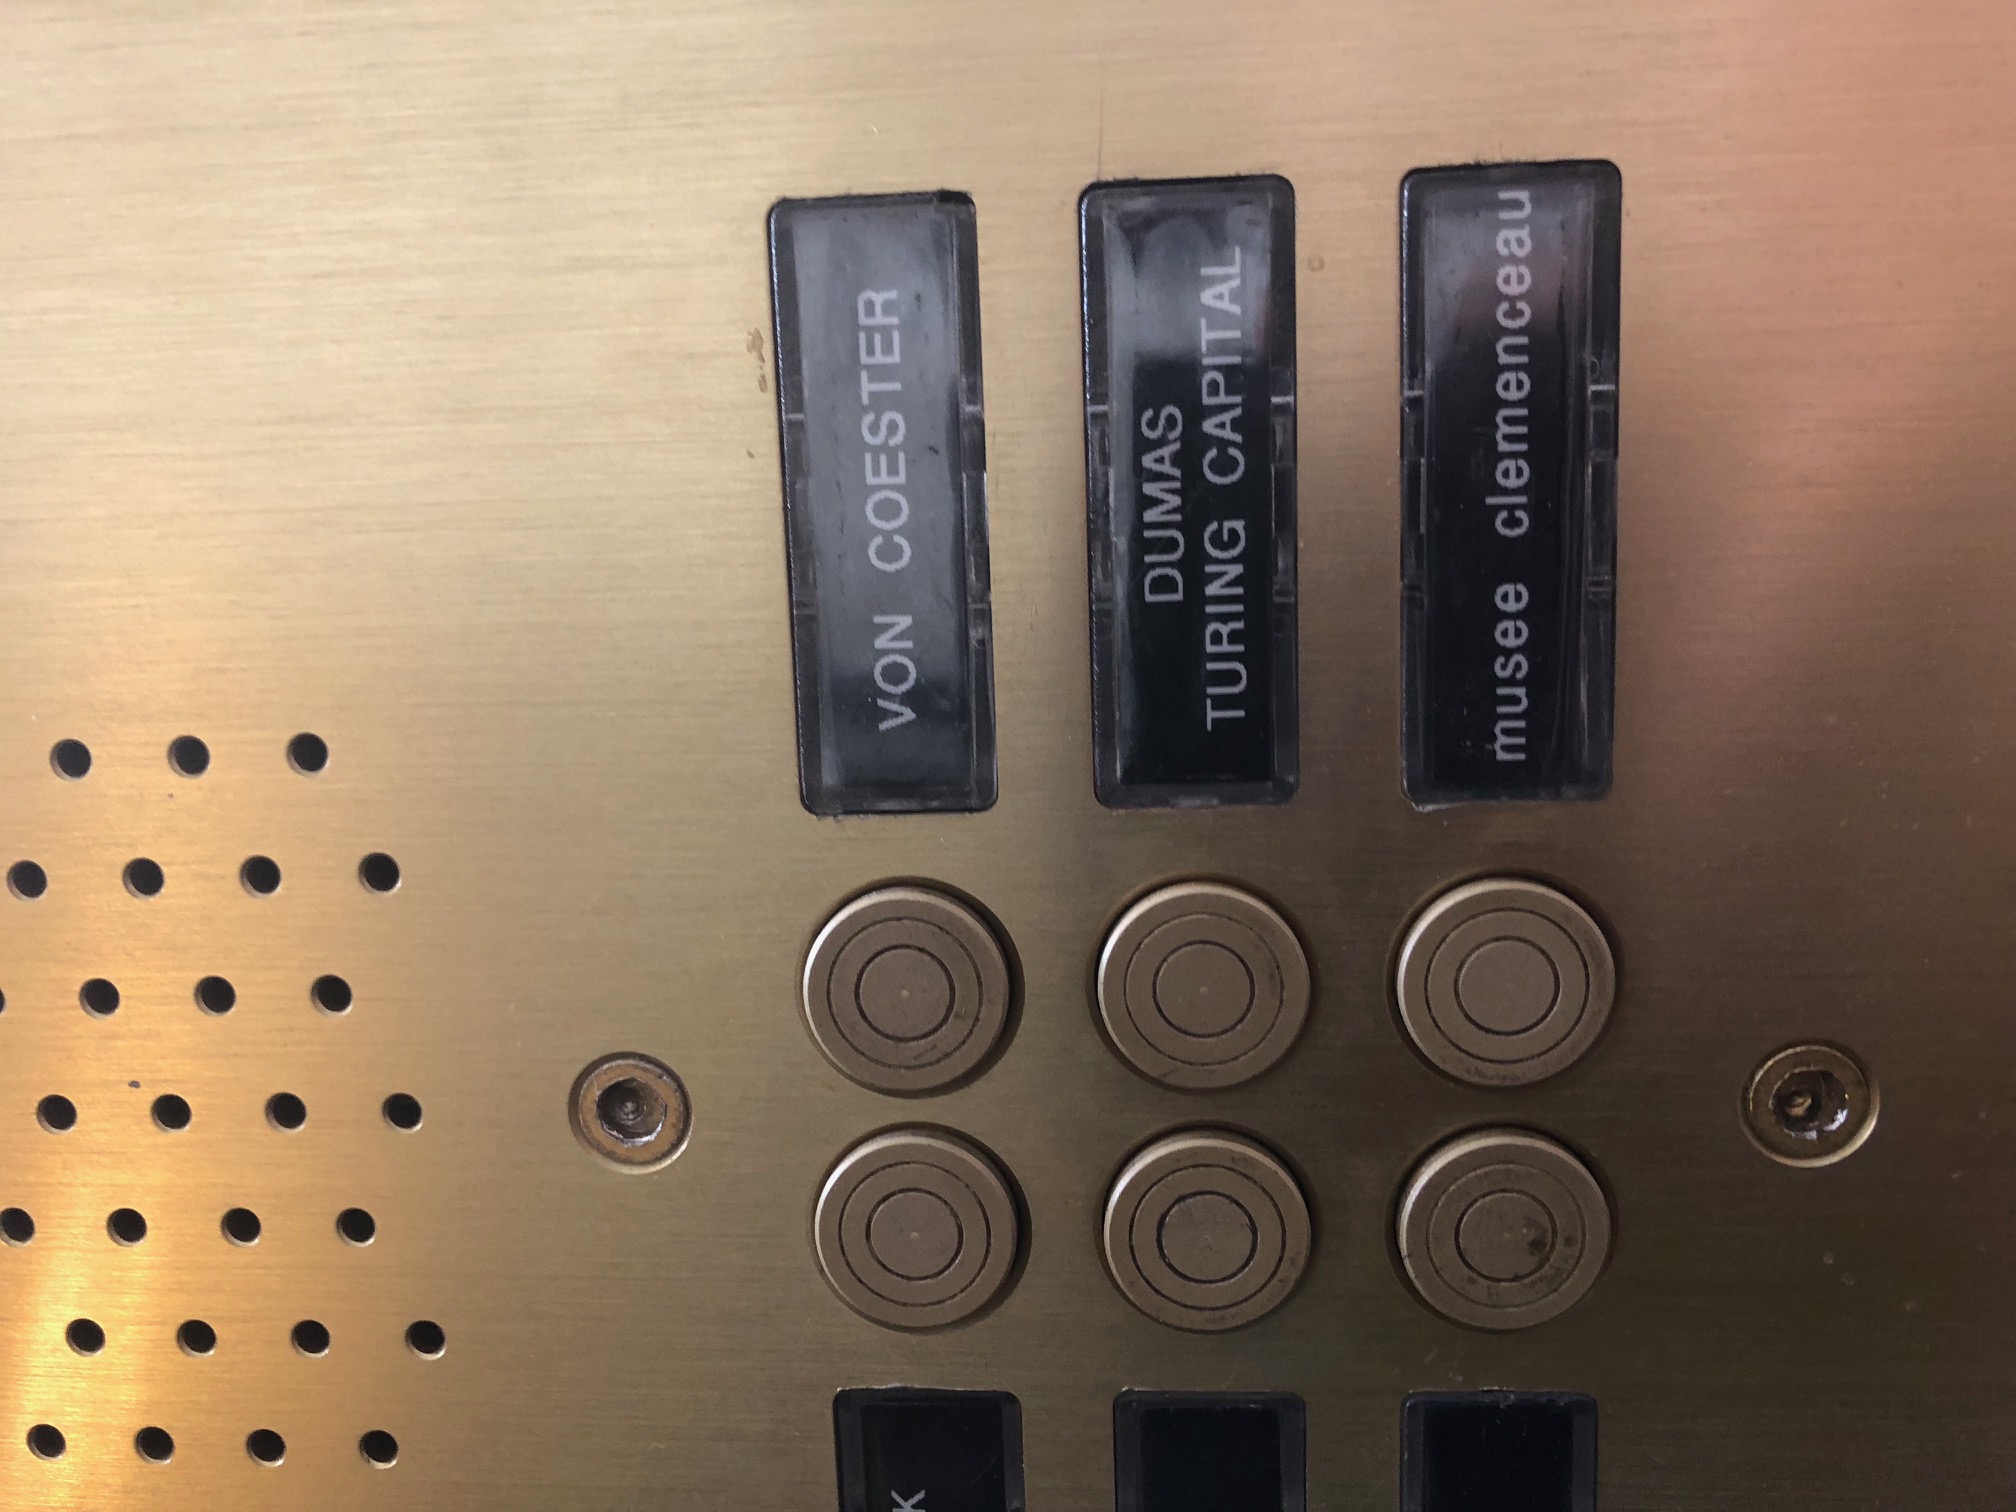 VON COESTER
DUMAS
TURING CAPITAL
musee clemenceau
K